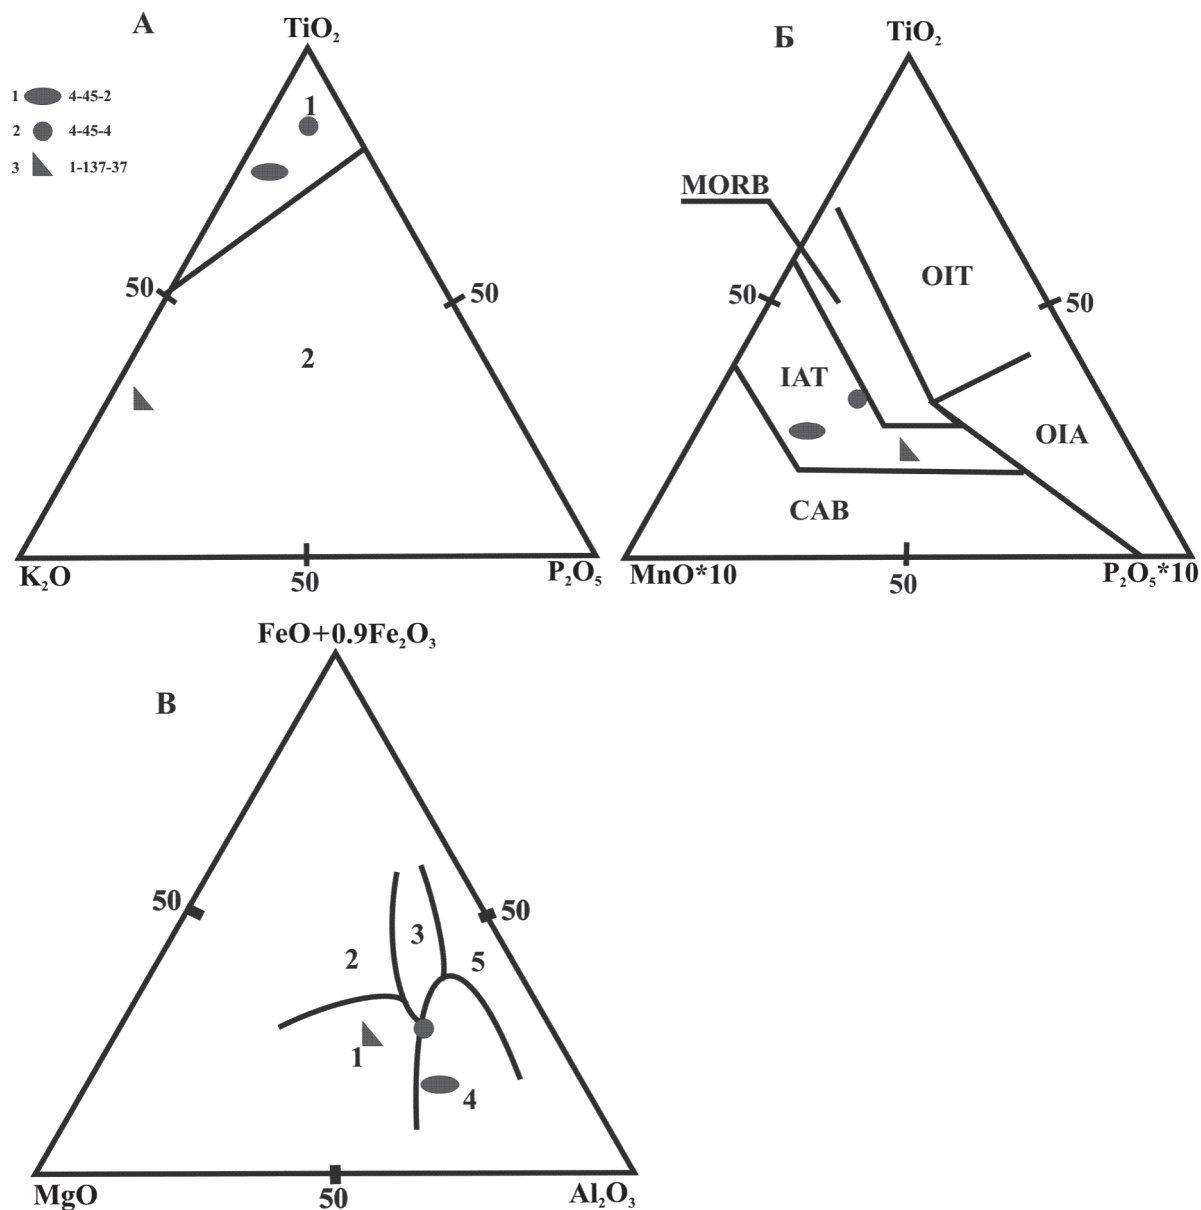 А
TiO₂
1 4-45-2
2 4-45-4
3 1-137-37
1
50
50
2
K₂O
50
P₂O₅
Б
TiO₂
MORB
50
50
OIT
IAT
OIA
CAB
MnO*10
50
P₂O₅*10
FeO+0.9Fe₂O₃
В
50
50
3
2
5
1
4
MgO
50
Al₂O₃